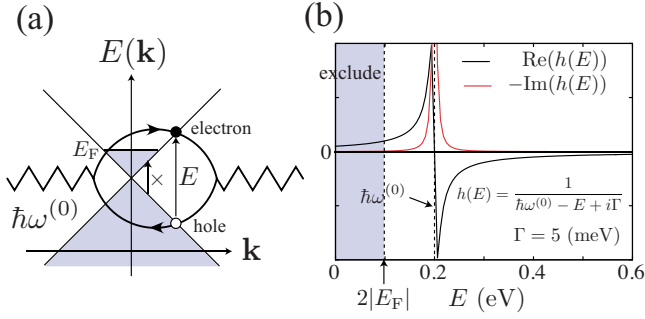 (a)
E(k)
electron
E_F
E
×
ħω^(0)
hole
k
(b)
exclude
Re(h(E))
−Im(h(E))
0
ħω^(0)
h(E) = 1 / (ħω^(0) − E + iΓ)
Γ = 5 (meV)
0 0.2 0.4 0.6
2|E_F| E (eV)